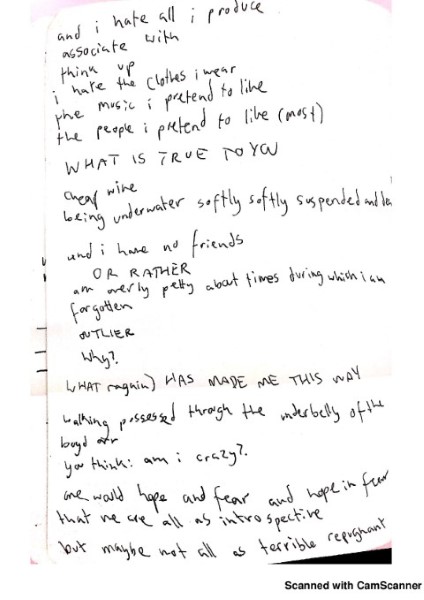 and i hate all i produce
associate with
think up
i hate the clothes i wear
the music i pretend to like
the people i pretend to like (most)
WHAT IS TRUE TO YOU
cheap wine
being underwater softly softly suspended and
and i have no friends
OR RATHER
am overly petty about times during which i am
forgotten
OUTLIER
Why?
WHAT (again) HAS MADE ME THIS WAY
walking possessed through the underbelly of the
you think: am i crazy?
one would hope and fear and hope in fear
that we are all as introspective
but maybe not all as terrible repugnant
Scanned with CamScanner